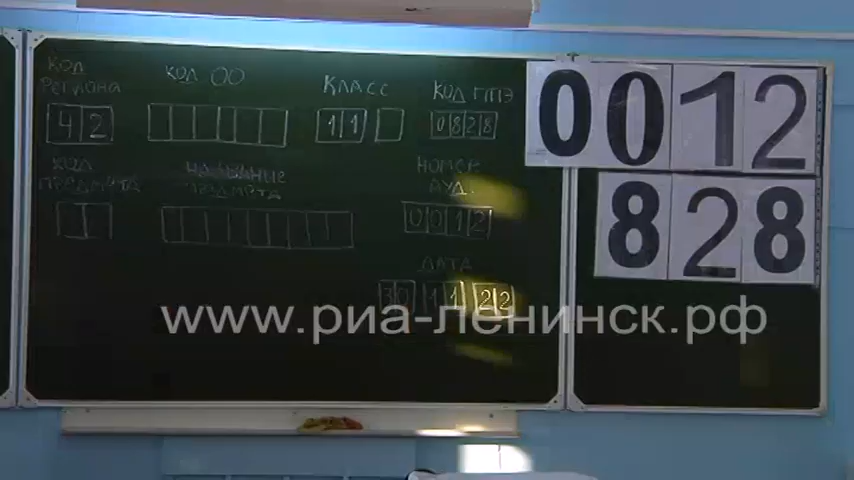 КОД РЕГИОНА
42
КОД ОО
КЛАСС
11
КОД ППЭ
0828
КОД ПРЕДМЕТА
НАЗВАНИЕ ПРЕДМЕТА
НОМЕР АУД.
0012
ДАТА
30 11 22
0012
828
www.риа-ленинск.рф